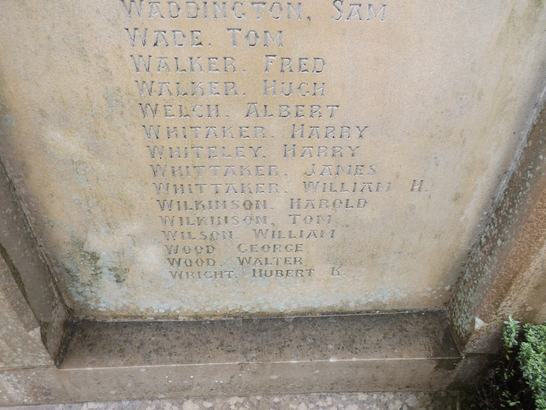 WADDINGTON, SAM
WADE. TOM
WALKER. FRED
WALKER. HUGH
WELCH. ALBERT
WHITAKER. HARRY
WHITELEY. HARRY
WHITTAKER. JAMES
WHITTAKER. WILLIAM H.
WILKINSON. HAROLD
WILKINSON, TOM
WILSON WILLIAM
WOOD GEORGE
WOOD. WALTER
WRIGHT. HUBERT K